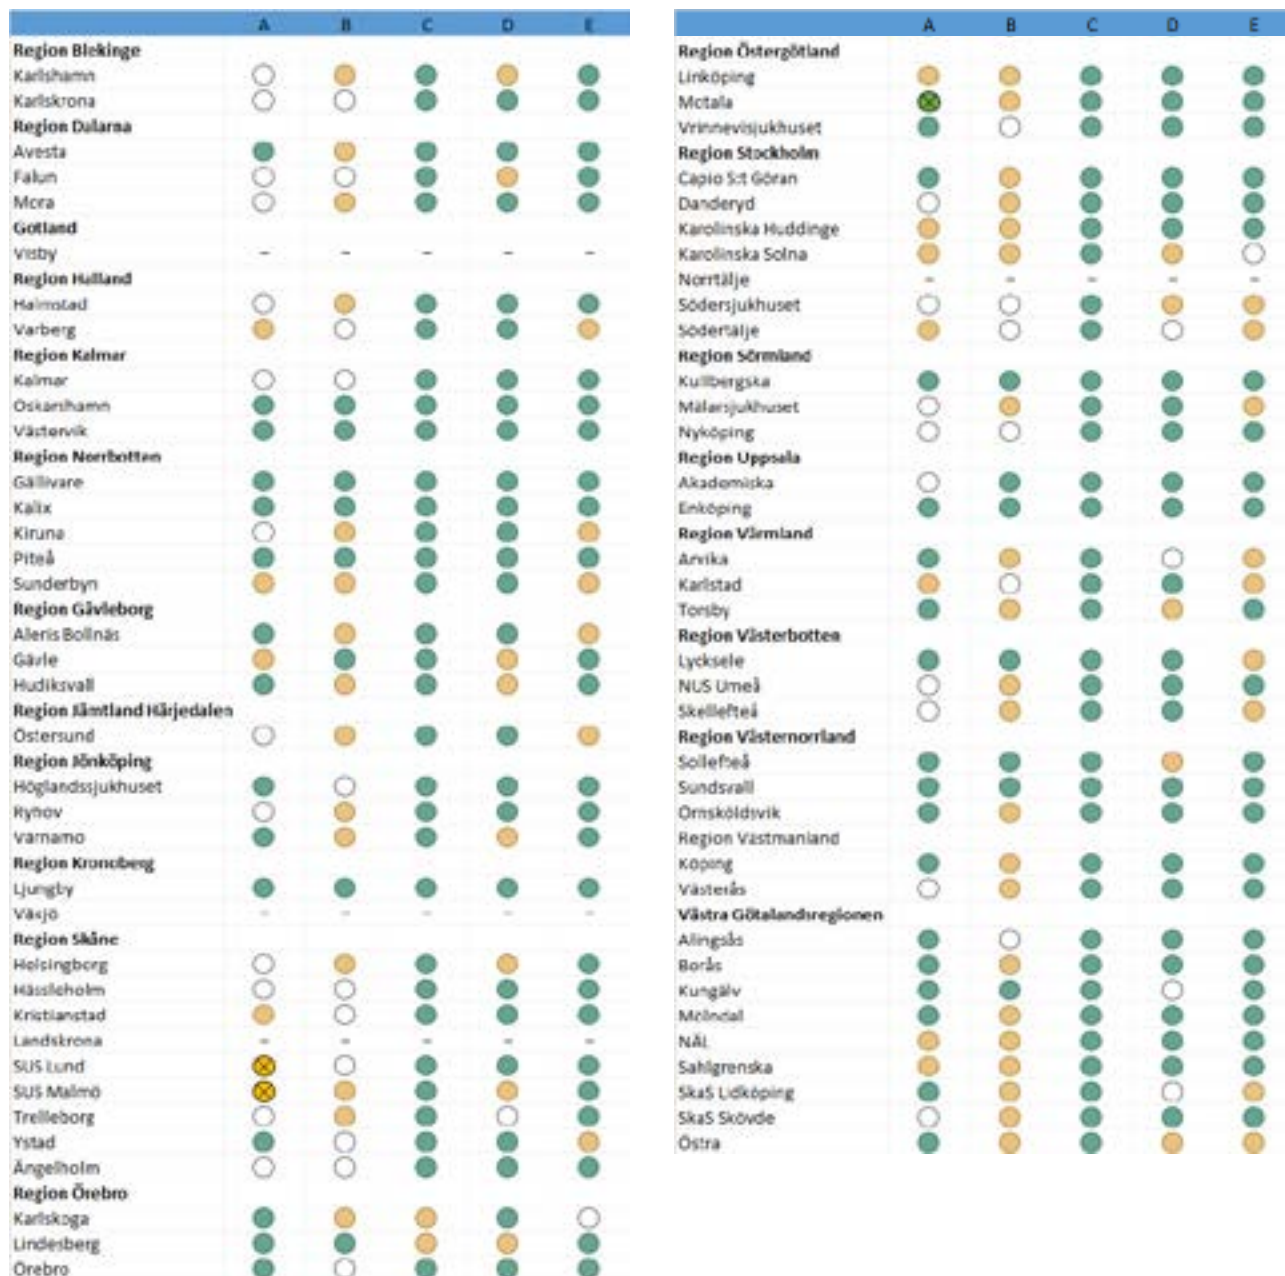 A B C D E
Region Blekinge
Karlshamn
Karlskrona
Region Dalarna
Avesta
Falun
Mora
Gotland
Visby - - - - -
Region Halland
Halmstad
Varberg
Region Kalmar
Kalmar
Oskarshamn
Västervik
Region Norrbotten
Gällivare
Kalix
Kiruna
Piteå
Sunderbyn
Region Gävleborg
Aleris Bollnäs
Gävle
Hudiksvall
Region Jämtland Härjedalen
Östersund
Region Jönköping
Höglandssjukhuset
Ryhov
Värnamo
Region Kronoberg
Ljungby
Växjö - - - - -
Region Skåne
Helsingborg
Hässleholm
Kristianstad
Landskrona - - - - -
SUS Lund
SUS Malmö
Trelleborg
Ystad
Ängelholm
Region Örebro
Karlskoga
Lindesberg
Örebro
A B C D E
Region Östergötland
Linköping
Motala
Vrinnevisjukhuset
Region Stockholm
Capio S:t Göran
Danderyd
Karolinska Huddinge
Karolinska Solna
Norrtälje - - - - -
Södersjukhuset
Södertälje
Region Sörmland
Kullbergska
Mälarsjukhuset
Nyköping
Region Uppsala
Akademiska
Enköping
Region Värmland
Arvika
Karlstad
Torsby
Region Västerbotten
Lycksele
NUS Umeå
Skellefteå
Region Västernorrland
Sollefteå
Sundsvall
Örnsköldsvik
Region Västmanland
Köping
Västerås
Västra Götalandsregionen
Alingsås
Borås
Kungälv
Mölndal
NÄL
Sahlgrenska
SkaS Lidköping
SkaS Skövde
Östra